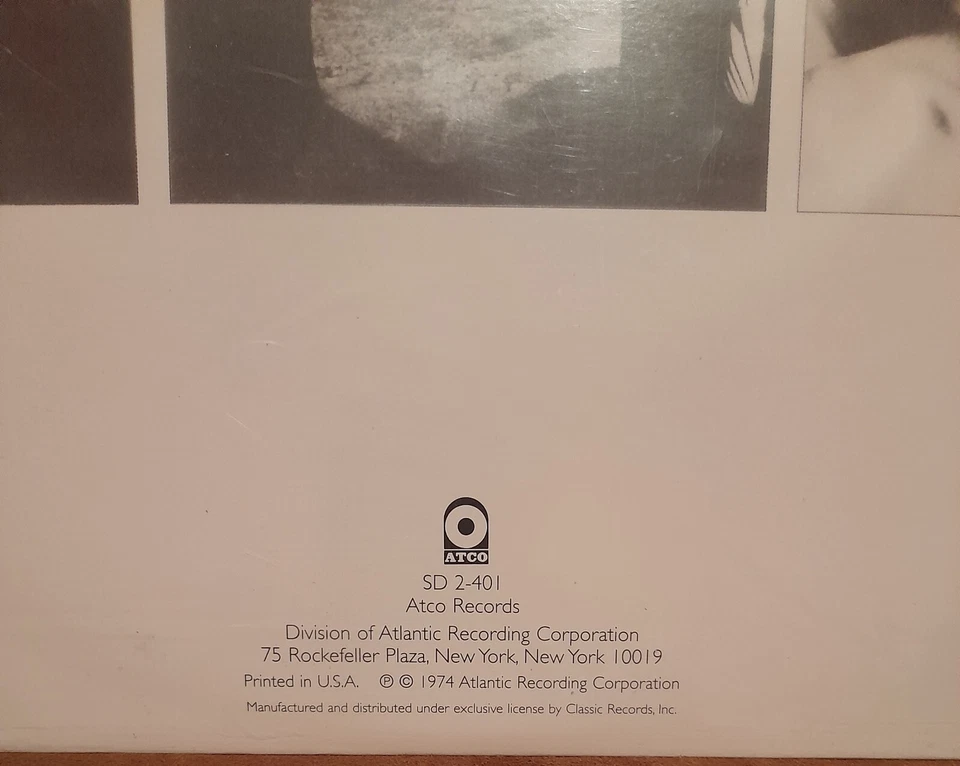 ATCO
SD 2-401
Atco Records
Division of Atlantic Recording Corporation
75 Rockefeller Plaza, New York, New York 10019
Printed in U.S.A. ℗ © 1974 Atlantic Recording Corporation
Manufactured and distributed under exclusive license by Classic Records, Inc.